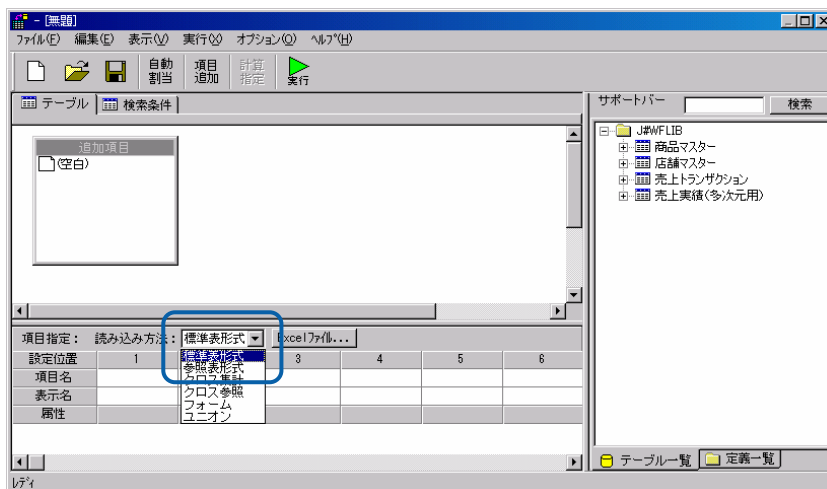 - [無題]
ﾌｧｲﾙ(F) 編集(E) 表示(V) 実行(X) オプション(O) ﾍﾙﾌﾟ(H)
自動割当 項目追加 計算指定 実行
テーブル 検索条件
追加項目
(空白)
項目指定： 読み込み方法： 標準表形式 Excelﾌｧｲﾙ...
設定位置 1 3 4 5 6
標準表形式
参照表形式
クロス集計
クロス参照
フォーム
ユニオン
項目名
表示名
属性
ﾚﾃﾞｨ
サポートバー 検索
J#WFLIB
商品マスター
店舗マスター
売上トランザクション
売上実績(多次元用)
テーブル一覧 定義一覧